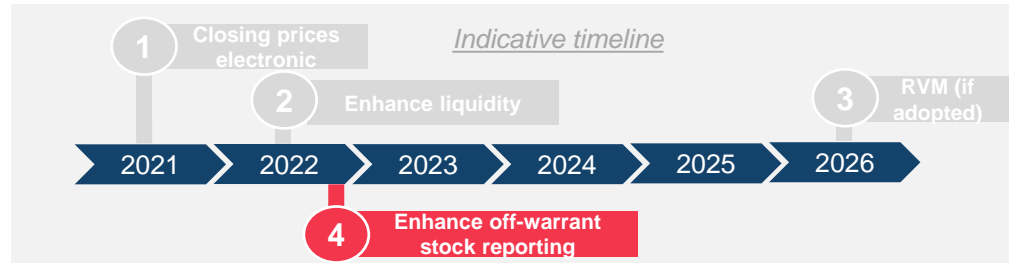 Indicative timeline
1
Closing prices
electronic
2
Enhance liquidity
3
RVM (if
adopted)
2021
2022
2023
2024
2025
2026
4
Enhance off-warrant
stock reporting